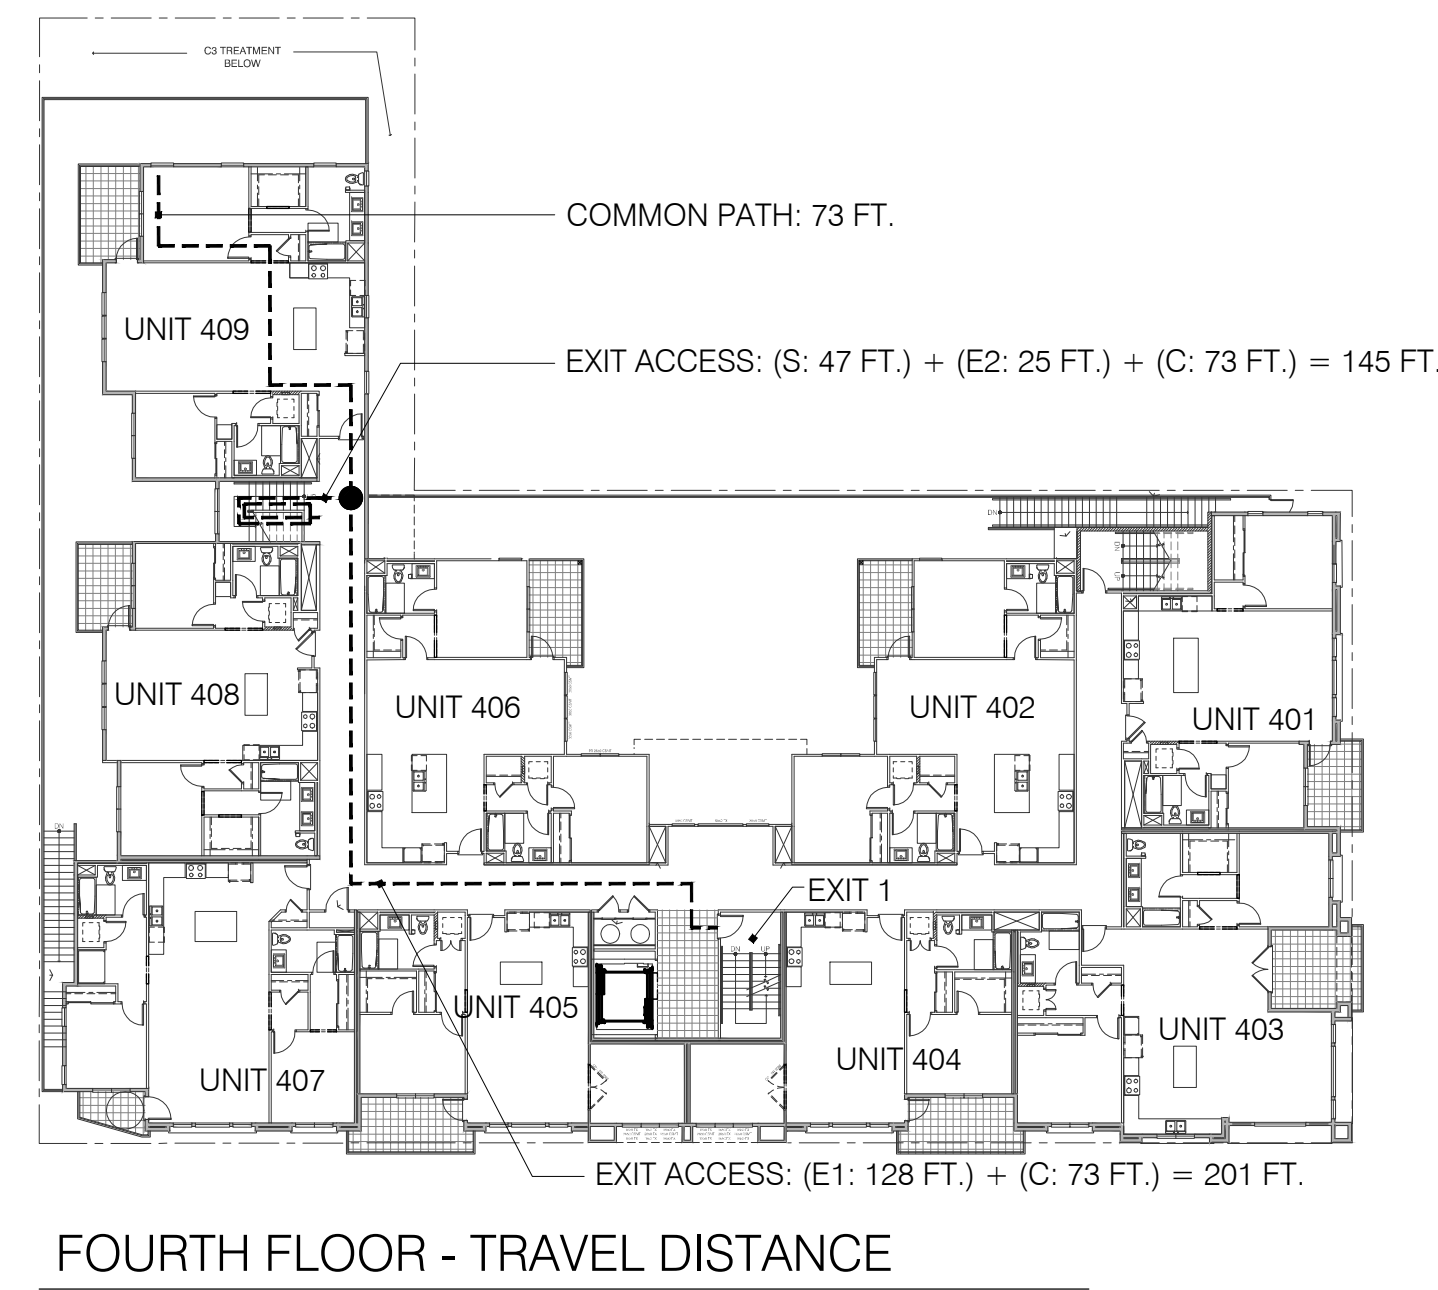 C3 TREATMENT
BELOW
COMMON PATH: 73 FT.
UNIT 409
EXIT ACCESS: (S: 47 FT.) + (E2: 25 FT.) + (C: 73 FT.) = 145 FT.
DN
DN
UP
UNIT 408
UNIT 406
UNIT 402
UNIT 401
DN
EXIT 1
DN
UP
UNIT 405
UNIT 403
UNIT 404
UNIT 407
EXIT ACCESS: (E1: 128 FT.) + (C: 73 FT.) = 201 FT.
FOURTH FLOOR - TRAVEL DISTANCE